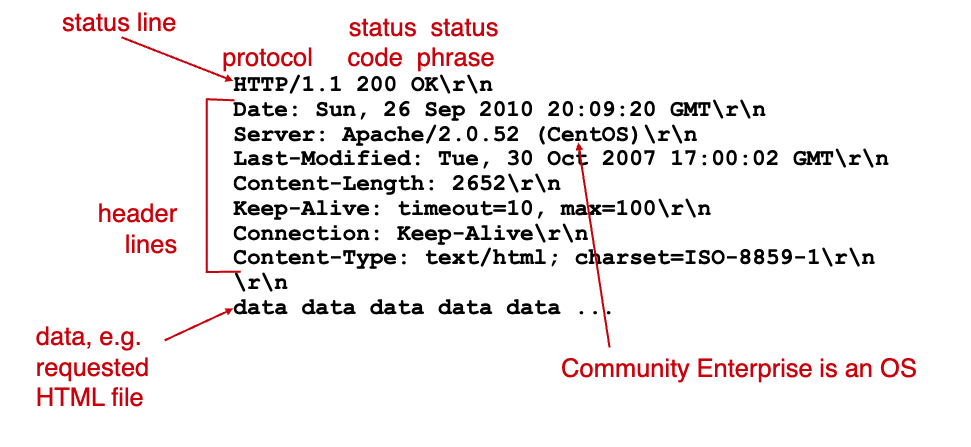 status line
status status
protocol code phrase
HTTP/1.1 200 OK\r\n
Date: Sun, 26 Sep 2010 20:09:20 GMT\r\n
Server: Apache/2.0.52 (CentOS)\r\n
Last-Modified: Tue, 30 Oct 2007 17:00:02 GMT\r\n
Content-Length: 2652\r\n
Keep-Alive: timeout=10, max=100\r\n
Connection: Keep-Alive\r\n
Content-Type: text/html; charset=ISO-8859-1\r\n
\r\n
data data data data data ...
header
lines
data, e.g.
requested
HTML file
Community Enterprise is an OS